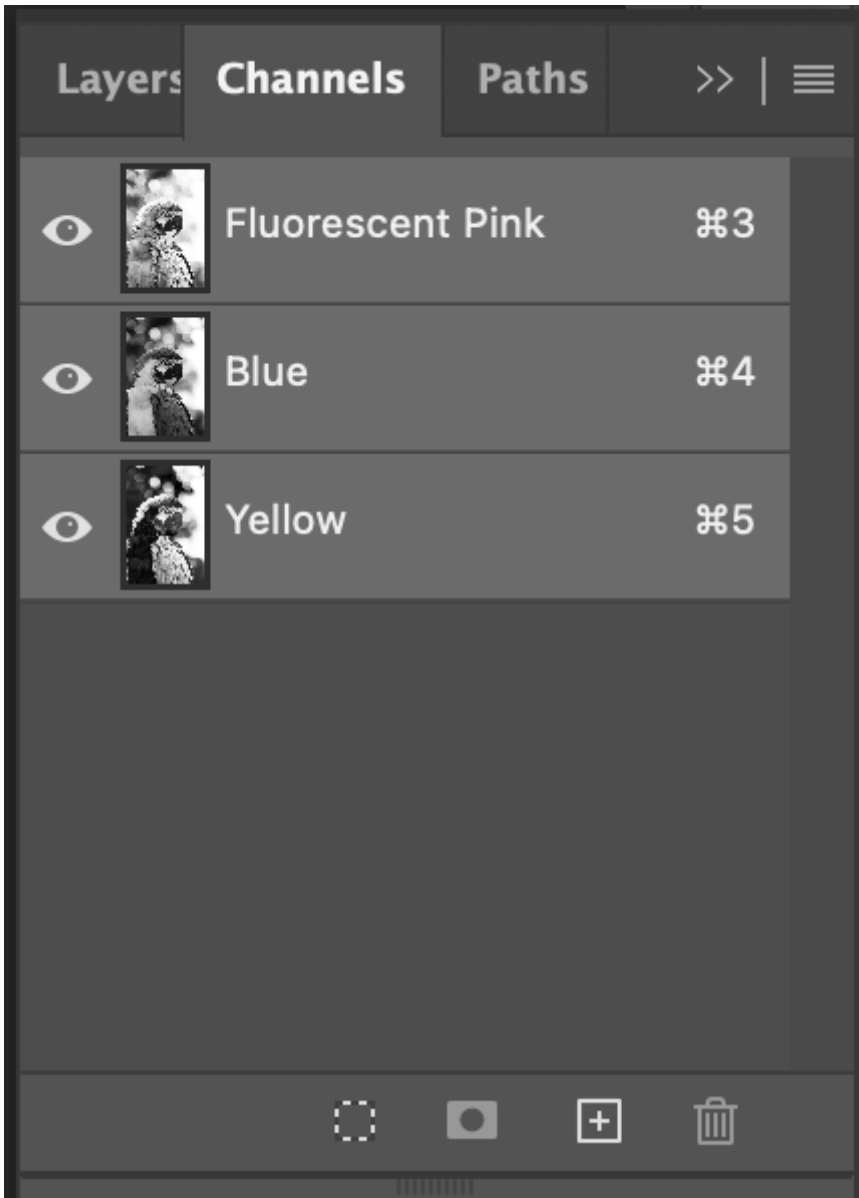 Layers Channels Paths
Fluorescent Pink ⌘3
Blue ⌘4
Yellow ⌘5